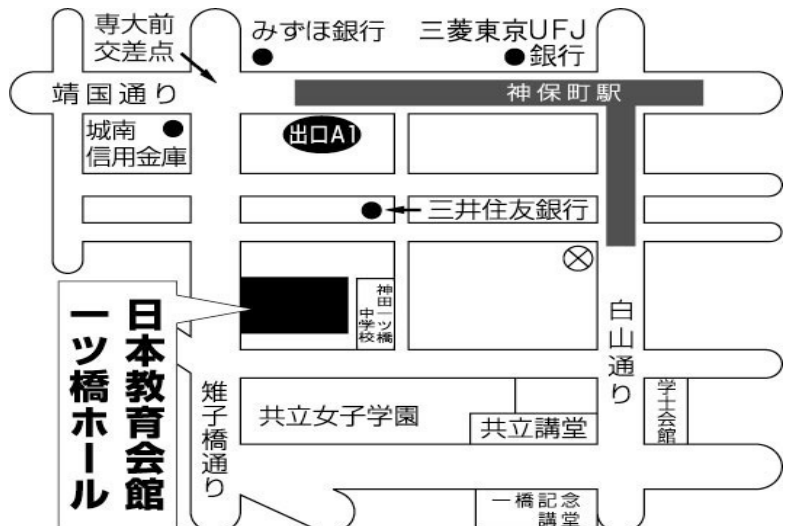 専大前
交差点
みずほ銀行
三菱東京UFJ
銀行
靖国通り
神保町駅
城南
信用金庫
出口A1
三井住友銀行
日本教育会館
一ツ橋ホール
神田一ツ橋
中学校
白山通り
雉子橋通り
共立女子学園
共立講堂
学士会館
一橋記念
講堂